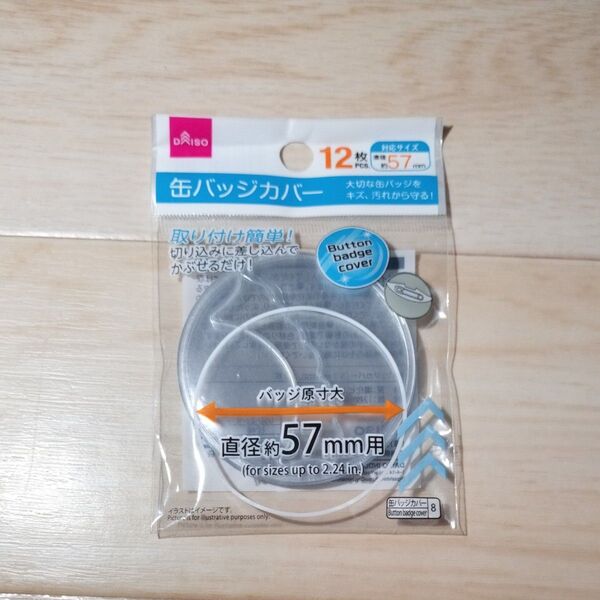 DAISO
12枚
PCS.
対応サイズ
直径
約57mm
缶バッジカバー
大切な缶バッジを
キズ、汚れから守る!
取り付け簡単!
切り込みに差し込んで
かぶせるだけ!
Button
badge
cover
バッジ原寸大
直径約57mm用
(for sizes up to 2.24 in.)
イラストはイメージです。
Picture is for illustrative purposes only.
缶バッジカバー
Button badge cover
8